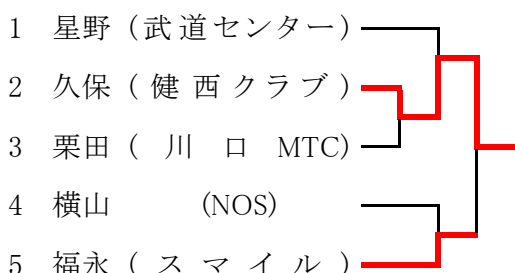 1 星野（武道センター）
2 久保（健西クラブ）
3 栗田（川口 MTC)
4 横山 (NOS)
5 福永（スマイル）